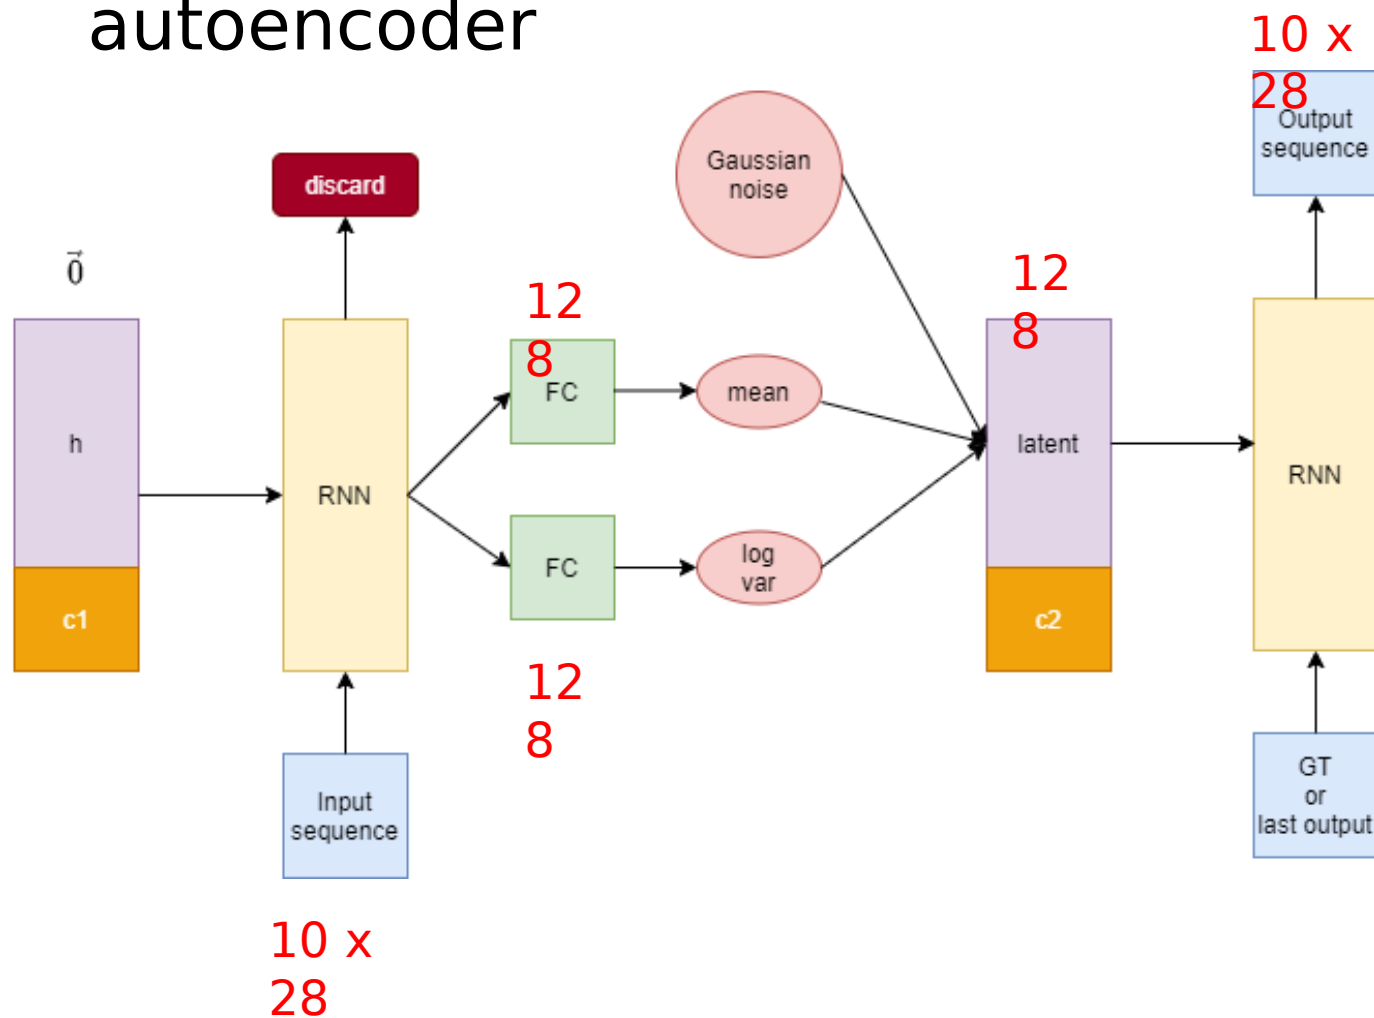 autoencoder
10 x
28
Output
sequence
Gaussian
noise
discard
0⃗
12
8
12
8
h
RNN
FC
mean
latent
RNN
FC
log
var
c1
c2
12
8
GT
or
last output
Input
sequence
10 x
28